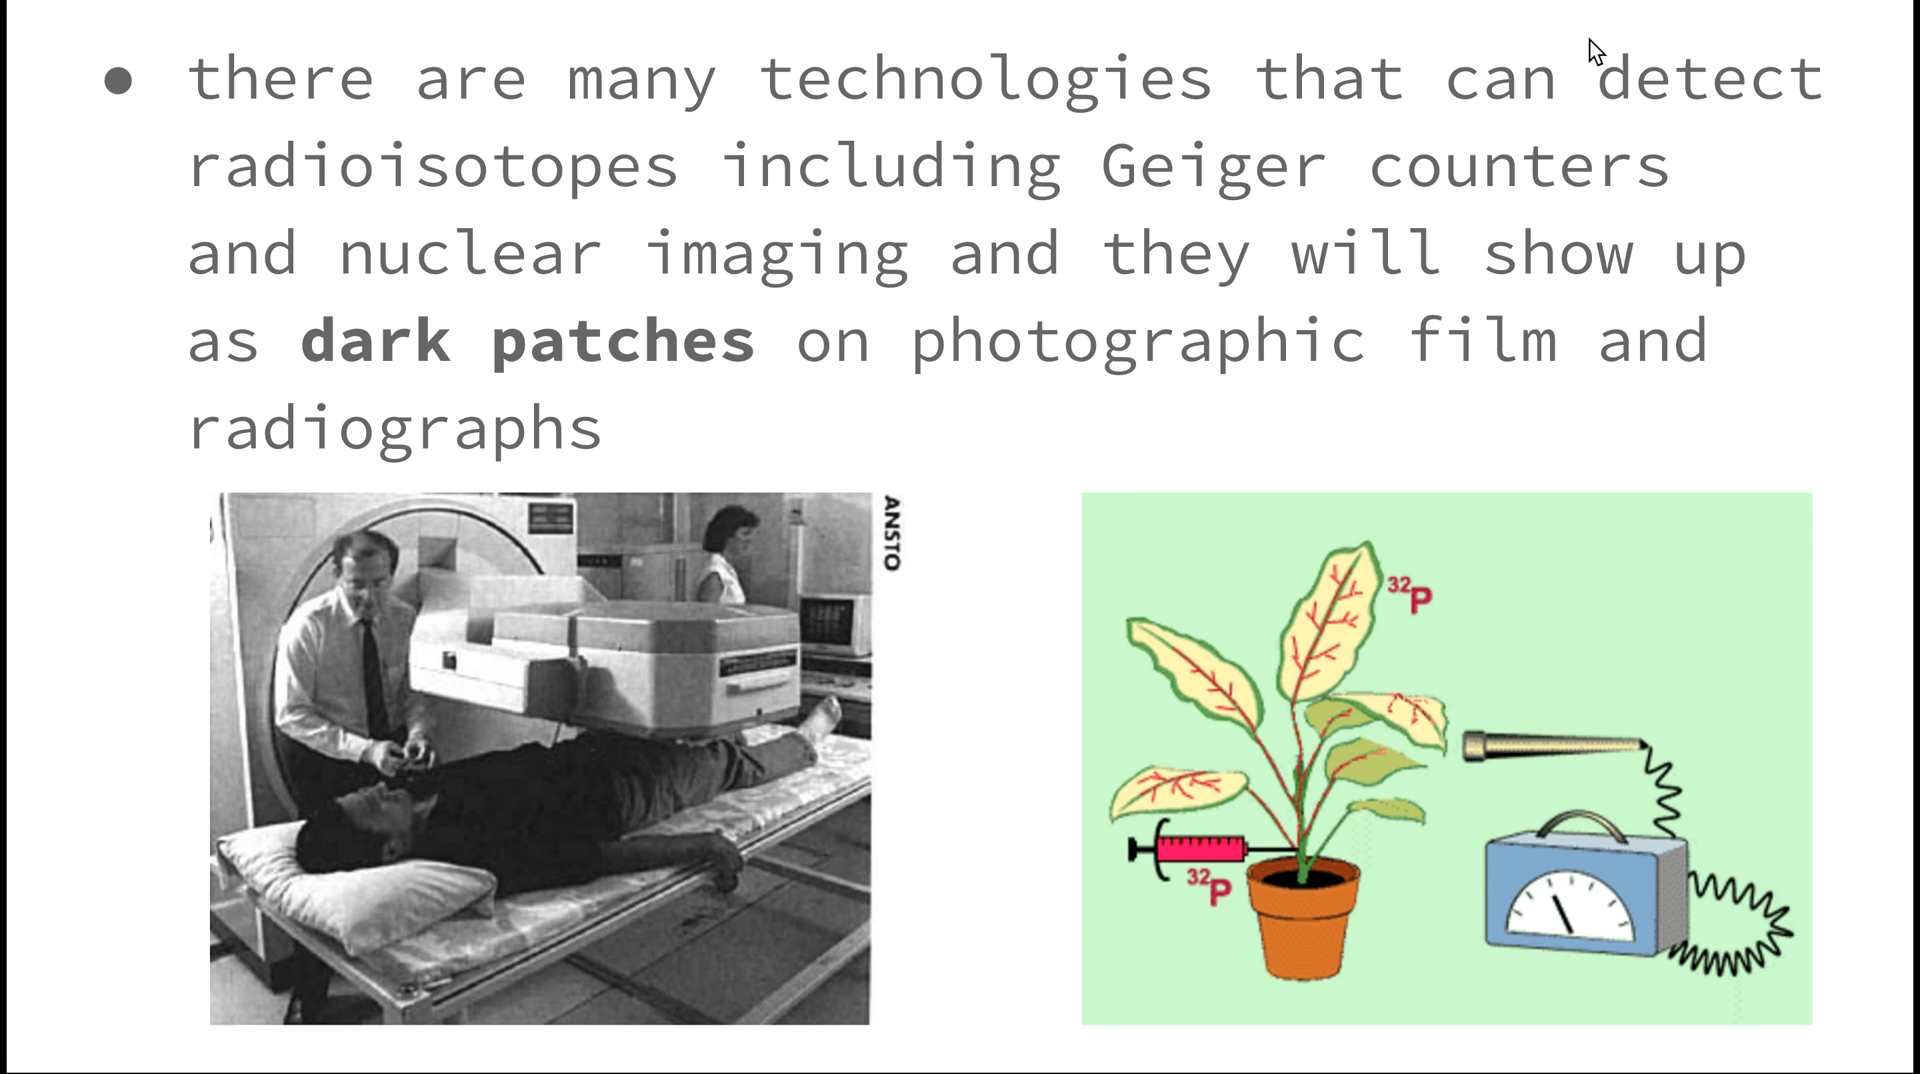 ● there are many technologies that can detect
radioisotopes including Geiger counters
and nuclear imaging and they will show up
as dark patches on photographic film and
radiographs
ANSTO
³²P
³²P